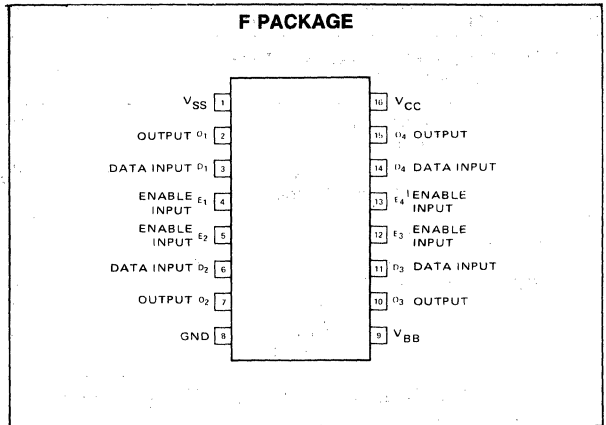 F PACKAGE
VSS 1
16 VCC
OUTPUT O1 2
15 O4 OUTPUT
DATA INPUT D1 3
14 D4 DATA INPUT
ENABLE E1 4
INPUT
13 E4 ENABLE
INPUT
ENABLE E2 5
INPUT
12 E3 ENABLE
INPUT
DATA INPUT D2 6
11 D3 DATA INPUT
OUTPUT O2 7
10 O3 OUTPUT
GND 8
9 VBB